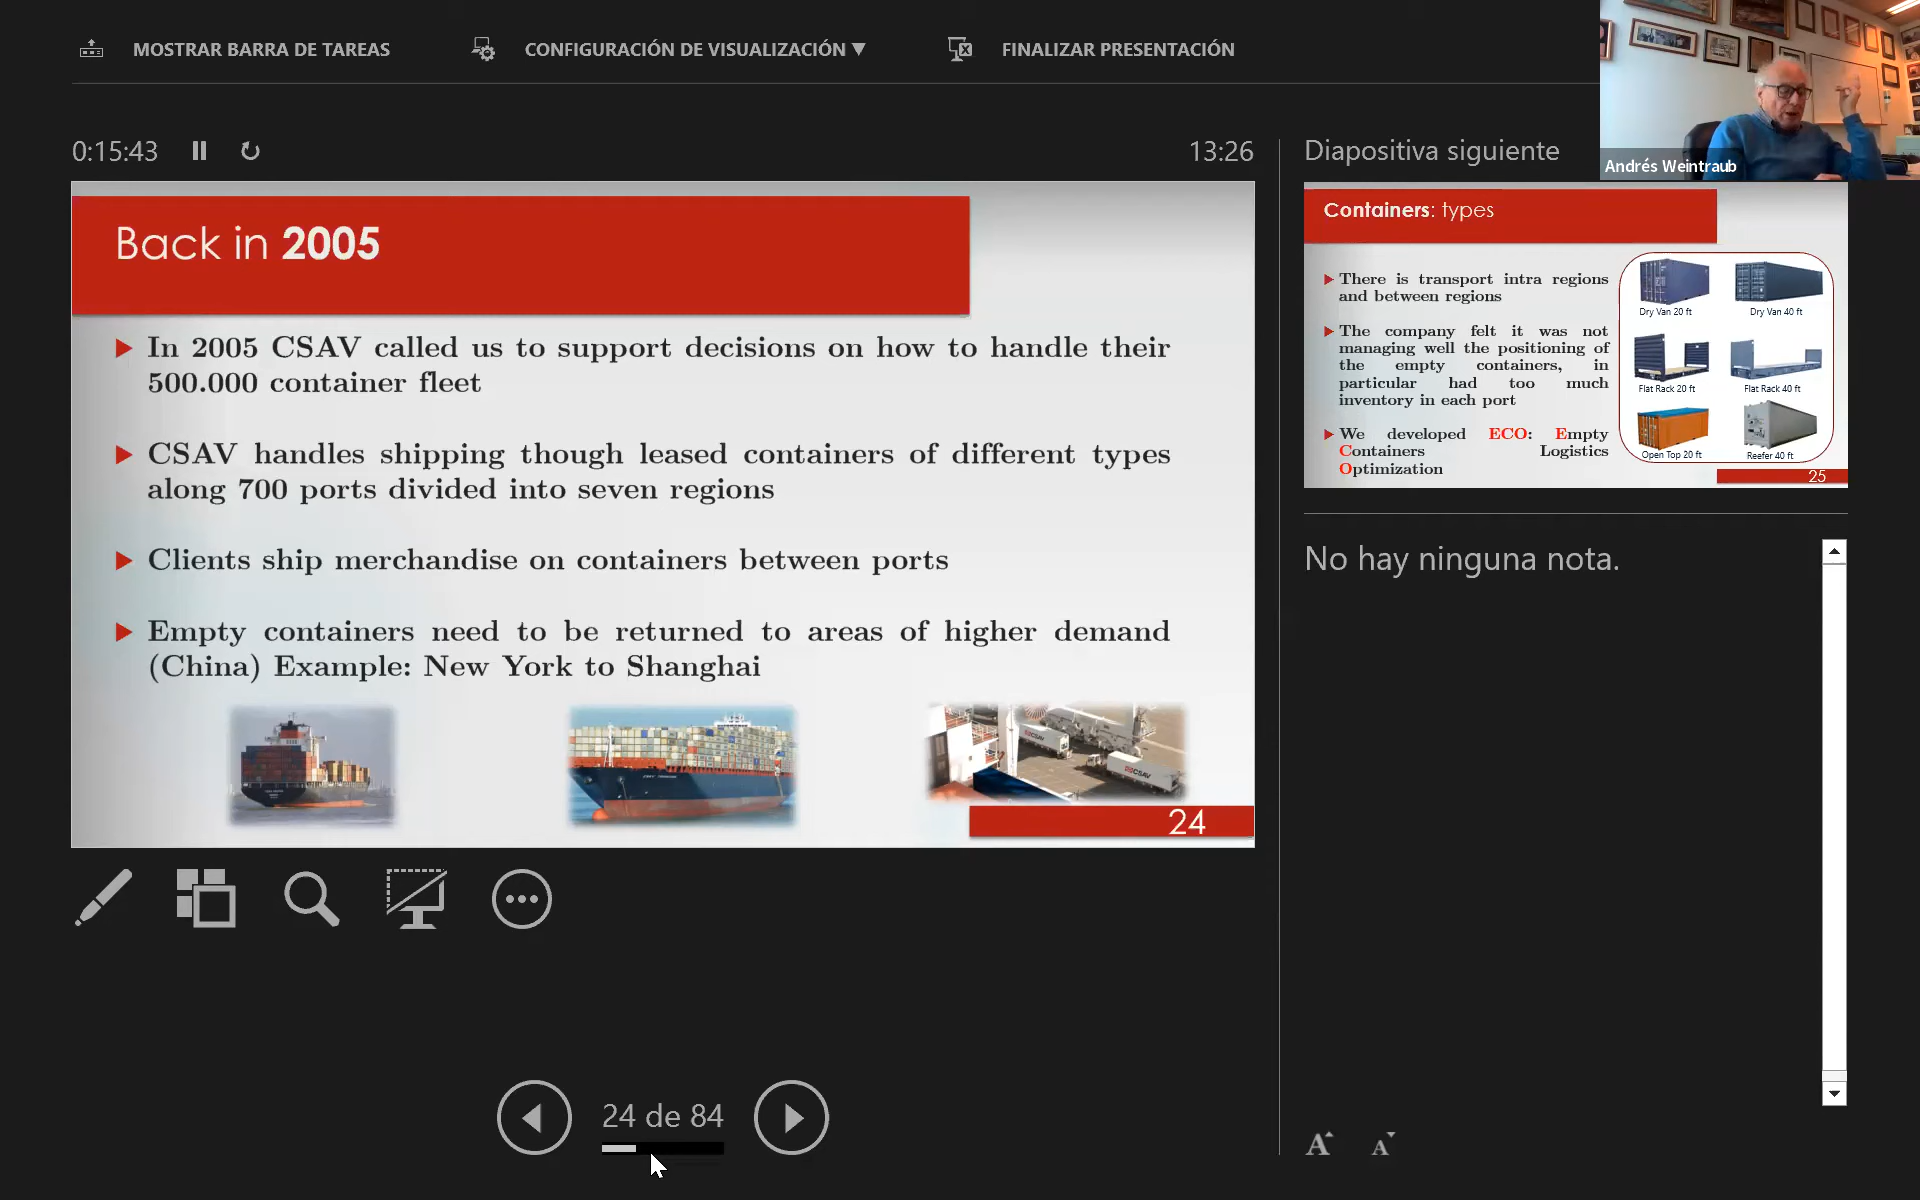 MOSTRAR BARRA DE TAREAS
CONFIGURACIÓN DE VISUALIZACIÓN ▼
FINALIZAR PRESENTACIÓN
Andrés Weintraub
0:15:43
13:26
Back in 2005
In 2005 CSAV called us to support decisions on how to handle their
500.000 container fleet
CSAV handles shipping though leased containers of different types
along 700 ports divided into seven regions
Clients ship merchandise on containers between ports
Empty containers need to be returned to areas of higher demand
(China) Example: New York to Shanghai
CSAV
CSAV
24
24 de 84
Diapositiva siguiente
Containers: types
There is transport intra regions
and between regions
The company felt it was not
managing well the positioning of
the empty containers, in
particular had too much
inventory in each port
We developed ECO: Empty
Containers Logistics
Optimization
Dry Van 20 ft
Dry Van 40 ft
Flat Rack 20 ft
Flat Rack 40 ft
Open Top 20 ft
Reefer 40 ft
25
No hay ninguna nota.
A A